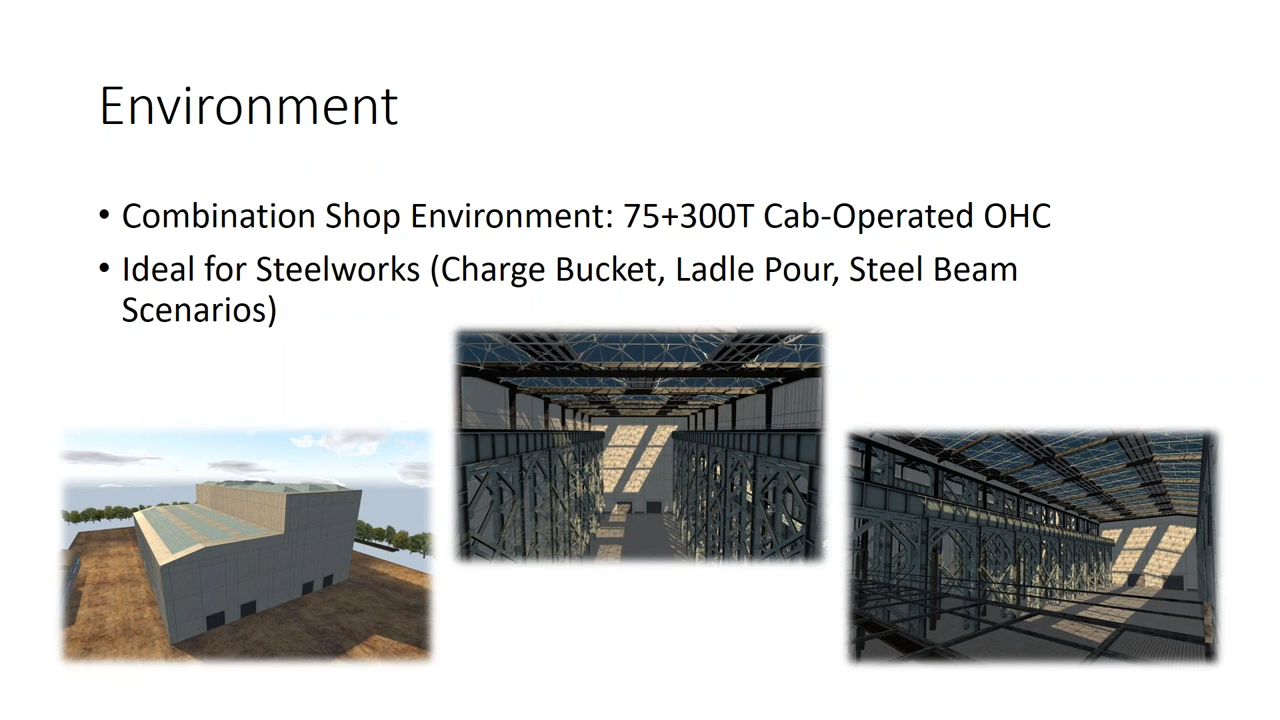 Environment
• Combination Shop Environment: 75+300T Cab-Operated OHC
• Ideal for Steelworks (Charge Bucket, Ladle Pour, Steel Beam
Scenarios)